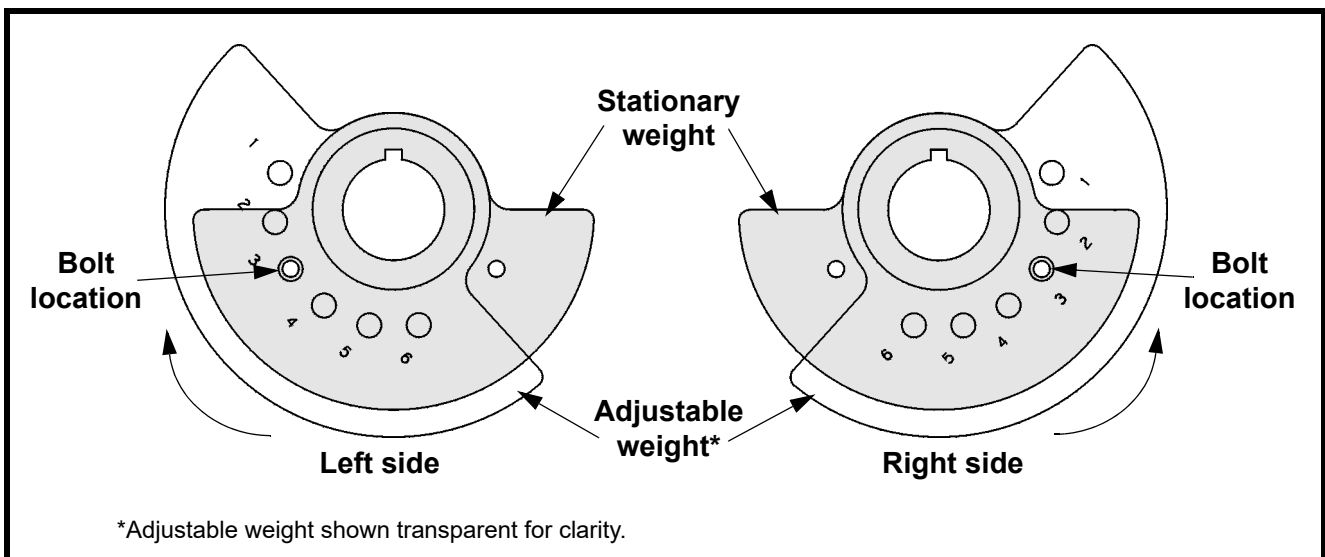 Stationary
weight
1
2
3
4
5
6
Bolt
location
1
2
3
4
5
6
Bolt
location
Adjustable
weight*
Left side
Right side
*Adjustable weight shown transparent for clarity.